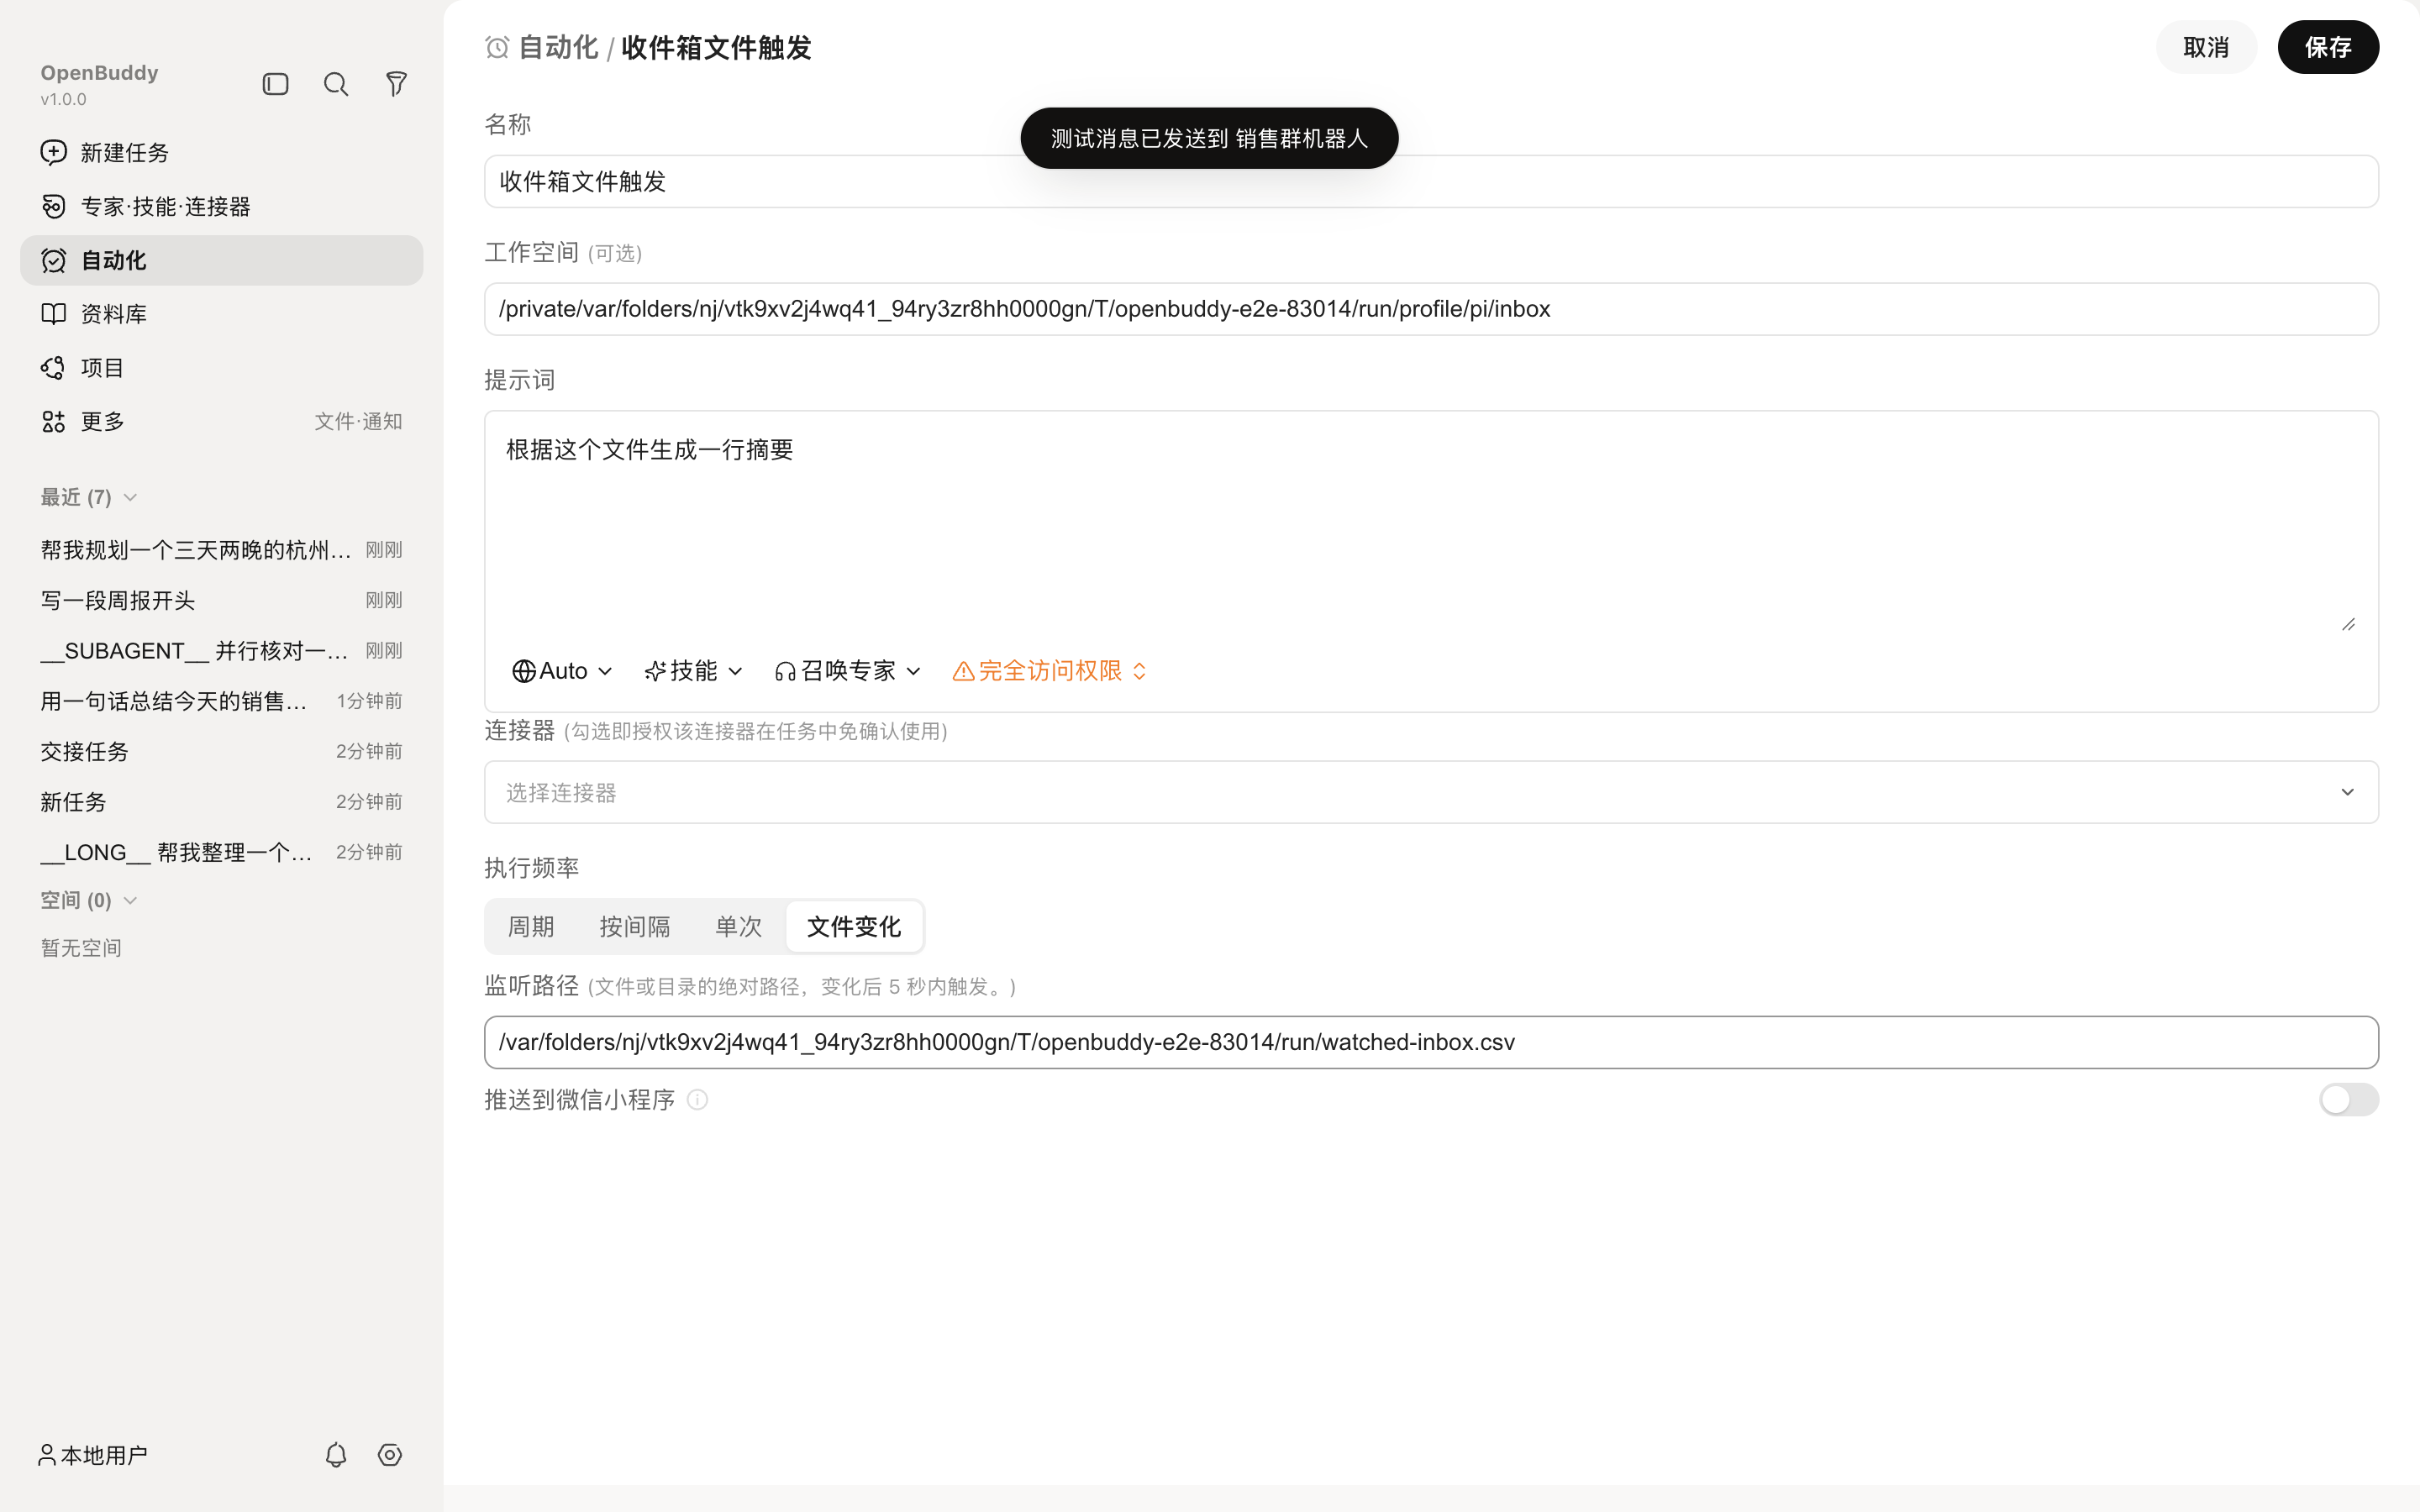 OpenBuddy
v1.0.0
新建任务
专家·技能·连接器
自动化
资料库
项目
更多 文件·通知
最近 (7)
帮我规划一个三天两晚的杭州… 刚刚
写一段周报开头 刚刚
__SUBAGENT__ 并行核对一… 刚刚
用一句话总结今天的销售… 1分钟前
交接任务 2分钟前
新任务 2分钟前
__LONG__ 帮我整理一个… 2分钟前
空间 (0)
暂无空间
本地用户
自动化 / 收件箱文件触发
取消 保存
测试消息已发送到 销售群机器人
名称
收件箱文件触发
工作空间 (可选)
/private/var/folders/nj/vtk9xv2j4wq41_94ry3zr8hh0000gn/T/openbuddy-e2e-83014/run/profile/pi/inbox
提示词
根据这个文件生成一行摘要
Auto 技能 召唤专家 完全访问权限
连接器 (勾选即授权该连接器在任务中免确认使用)
选择连接器
执行频率
周期 按间隔 单次 文件变化
监听路径 (文件或目录的绝对路径，变化后 5 秒内触发。)
/var/folders/nj/vtk9xv2j4wq41_94ry3zr8hh0000gn/T/openbuddy-e2e-83014/run/watched-inbox.csv
推送到微信小程序